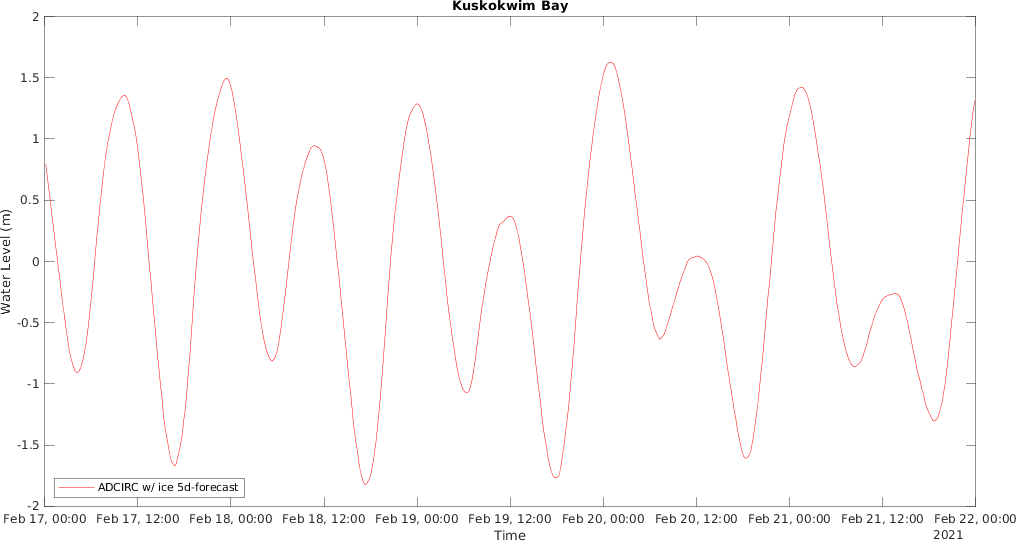 Kuskokwim Bay
2
1.5
1
0.5
0
-0.5
-1
-1.5
-2
Water Level (m)
ADCIRC w/ ice 5d-forecast
Feb 17, 00:00 Feb 17, 12:00 Feb 18, 00:00 Feb 18, 12:00 Feb 19, 00:00 Feb 19, 12:00 Feb 20, 00:00 Feb 20, 12:00 Feb 21, 00:00 Feb 21, 12:00 Feb 22, 00:00
Time
2021